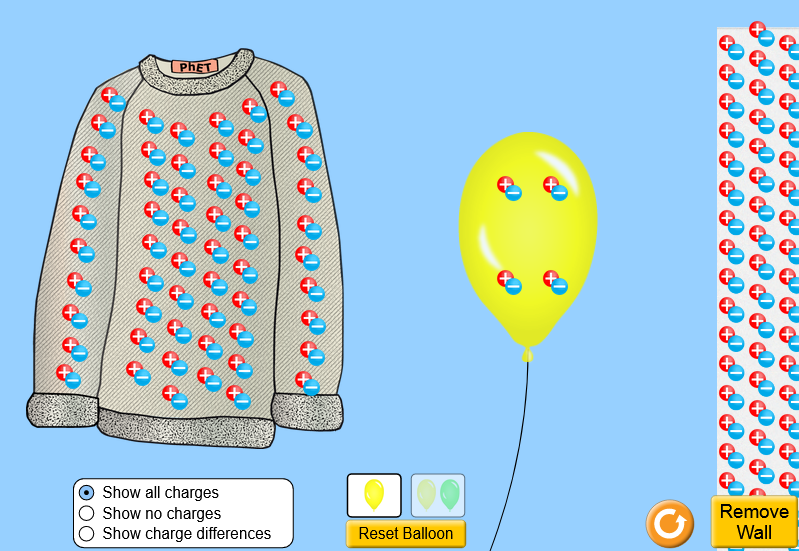 PhET
Show all charges
Show no charges
Show charge differences
Reset Balloon
Remove
Wall